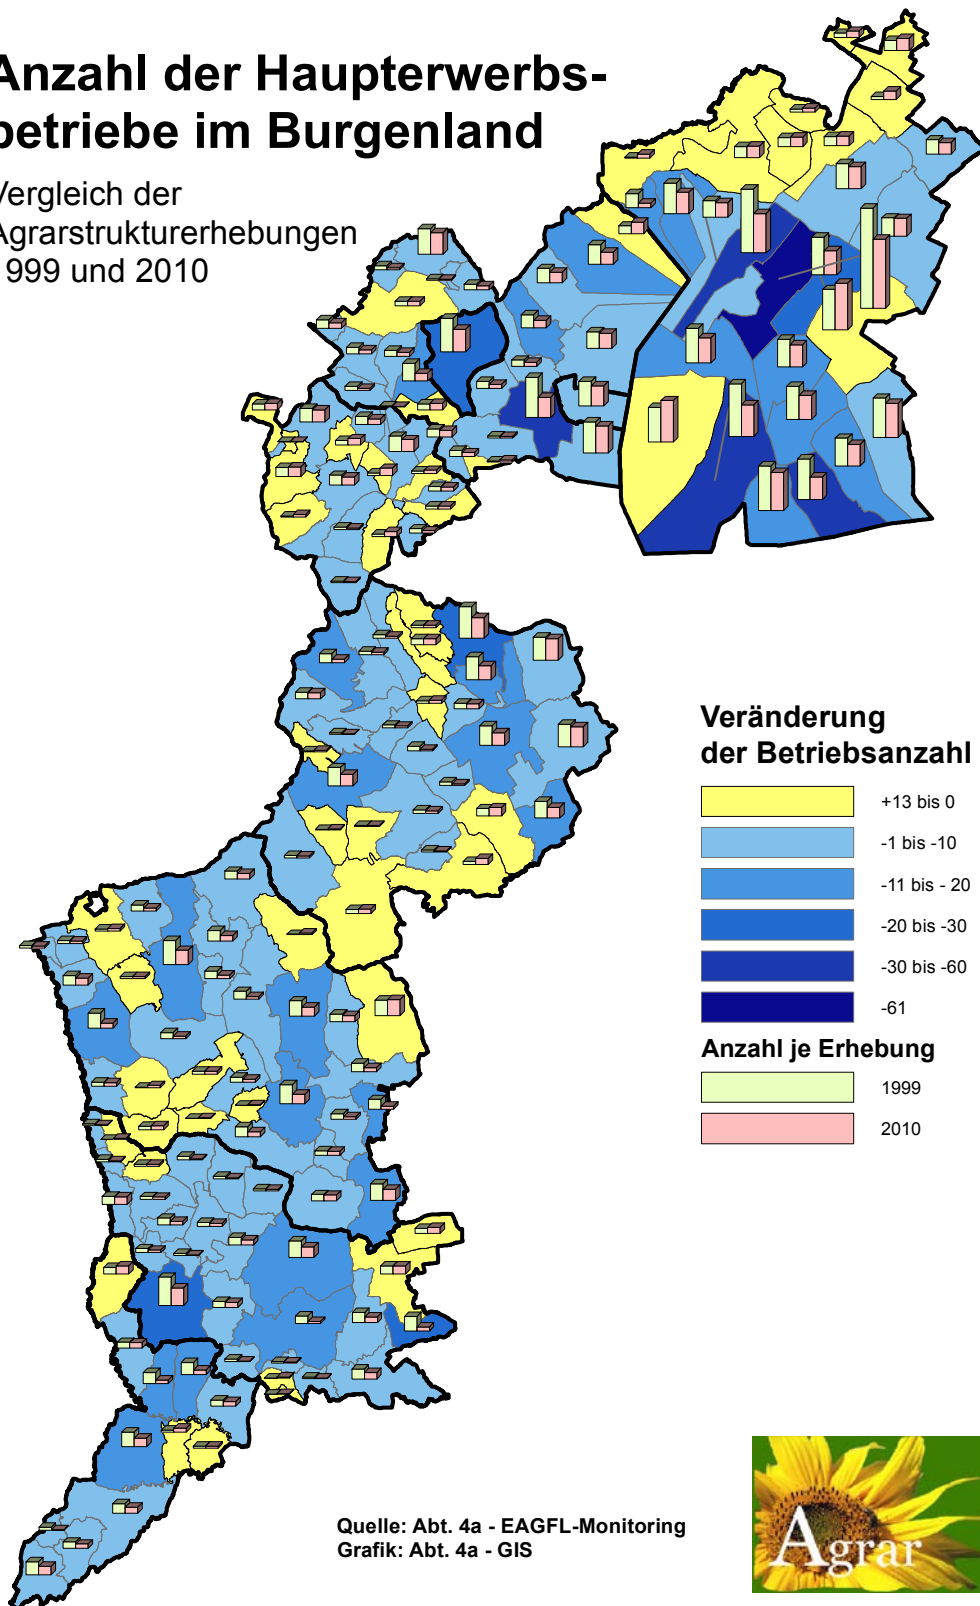 Anzahl der Haupterwerbs-
betriebe im Burgenland
Vergleich der
Agrarstrukturerhebungen
1999 und 2010
Veränderung
der Betriebsanzahl
+13 bis 0
-1 bis -10
-11 bis - 20
-20 bis -30
-30 bis -60
-61
Anzahl je Erhebung
1999
2010
Quelle: Abt. 4a - EAGFL-Monitoring
Grafik: Abt. 4a - GIS
Agrar